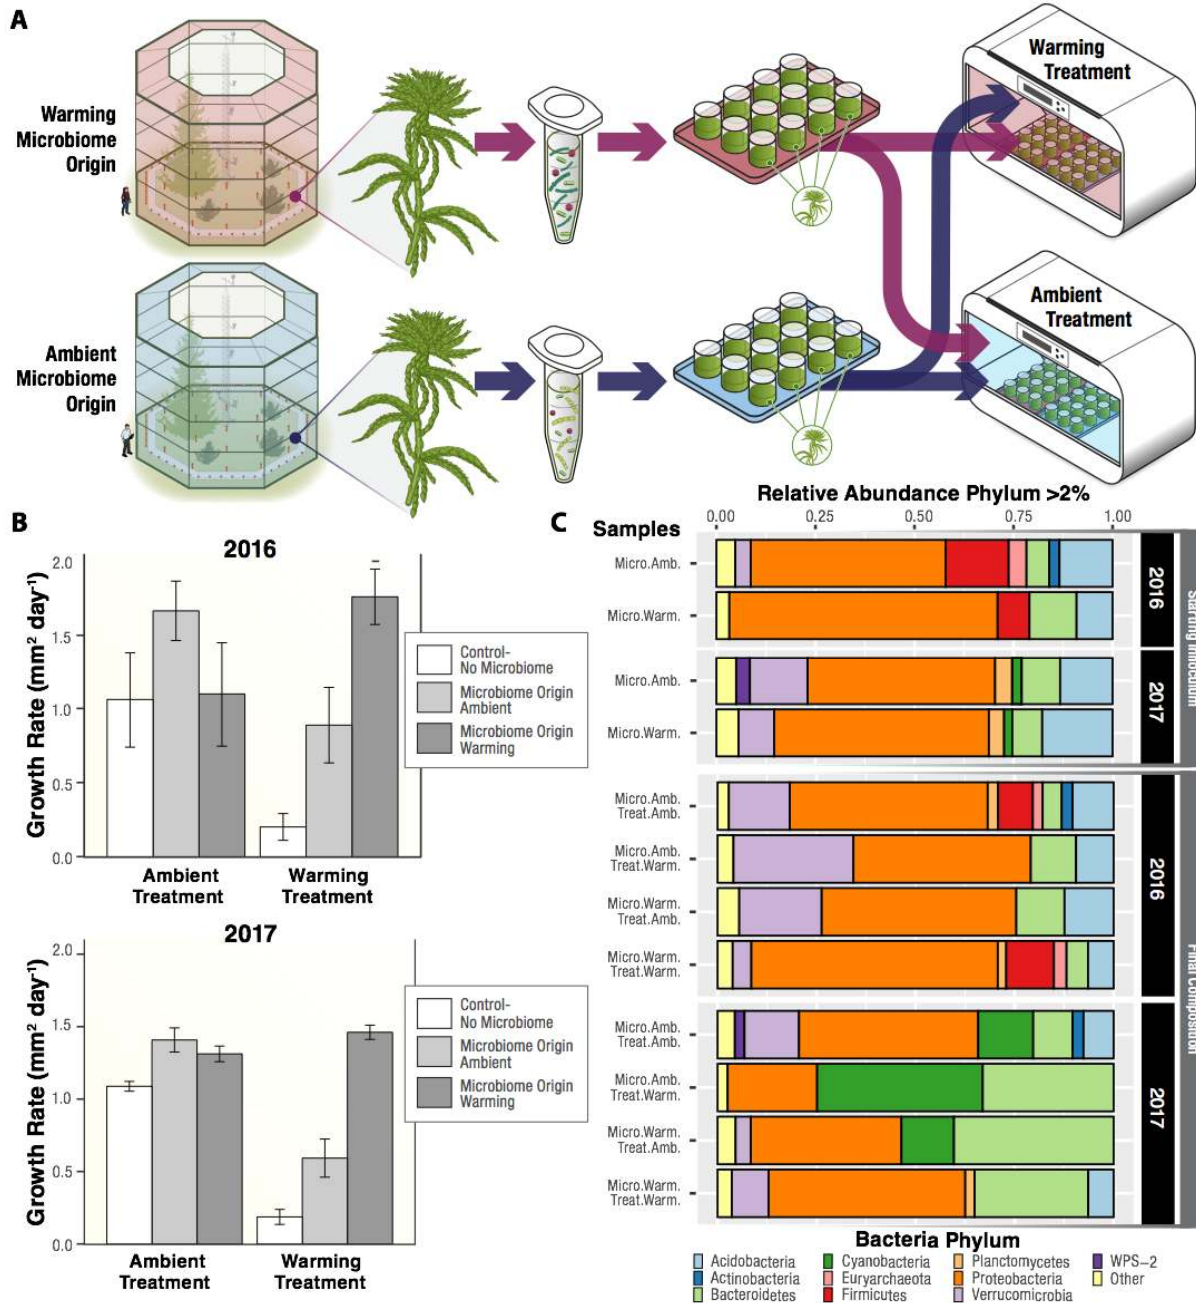 A
Warming
Microbiome
Origin
Warming
Treatment
Ambient
Microbiome
Origin
Ambient
Treatment
B
2016
Growth Rate (mm² day⁻¹)
2.0
1.5
1.0
0.5
0.0
Ambient
Treatment
Warming
Treatment
Control-
No Microbiome
Microbiome Origin
Ambient
Microbiome Origin
Warming
2017
Growth Rate (mm² day⁻¹)
2.0
1.5
1.0
0.5
0.0
Ambient
Treatment
Warming
Treatment
Control-
No Microbiome
Microbiome Origin
Ambient
Microbiome Origin
Warming
C
Relative Abundance Phylum >2%
Samples
0.00 0.25 0.50 0.75 1.00
Micro.Amb.
Micro.Warm.
2016
Micro.Amb.
Micro.Warm.
2017
Starting Inoculum
Micro.Amb.
Treat.Amb.
Micro.Amb.
Treat.Warm.
Micro.Warm.
Treat.Amb.
Micro.Warm.
Treat.Warm.
2016
Micro.Amb.
Treat.Amb.
Micro.Amb.
Treat.Warm.
Micro.Warm.
Treat.Amb.
Micro.Warm.
Treat.Warm.
2017
Final Composition
Bacteria Phylum
Acidobacteria
Actinobacteria
Bacteroidetes
Cyanobacteria
Euryarchaeota
Firmicutes
Planctomycetes
Proteobacteria
Verrucomicrobia
WPS-2
Other